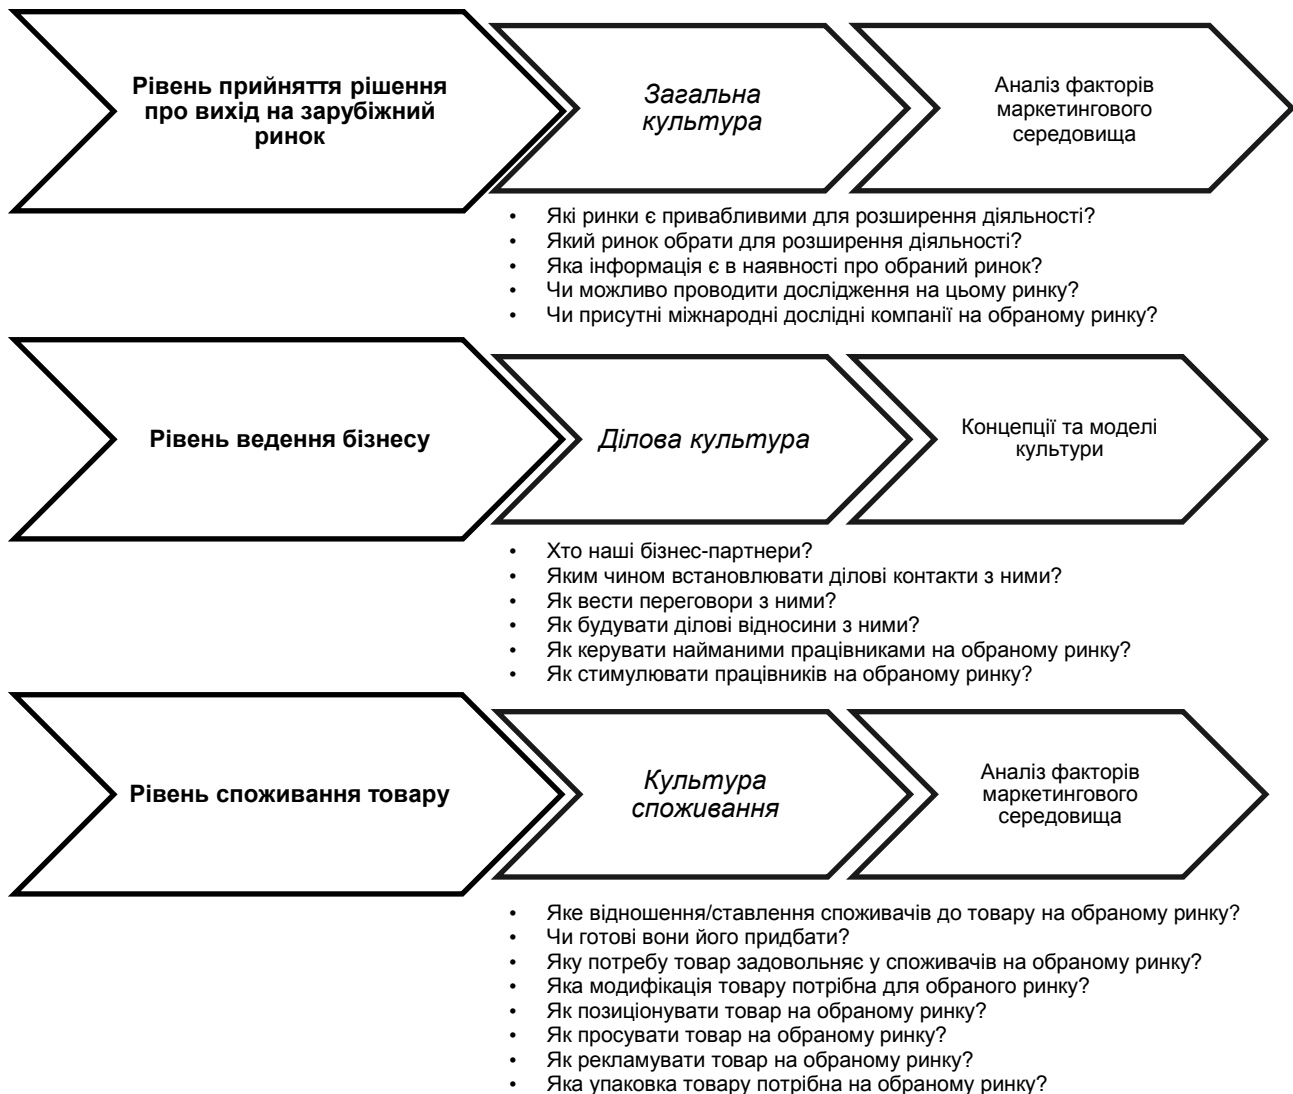 Рівень прийняття рішення
про вихід на зарубіжний
ринок
Загальна
культура
Аналіз факторів
маркетингового
середовища
• Які ринки є привабливими для розширення діяльності?
• Який ринок обрати для розширення діяльності?
• Яка інформація є в наявності про обраний ринок?
• Чи можливо проводити дослідження на цьому ринку?
• Чи присутні міжнародні дослідні компанії на обраному ринку?
Рівень ведення бізнесу
Ділова культура
Концепції та моделі
культури
• Хто наші бізнес-партнери?
• Яким чином встановлювати ділові контакти з ними?
• Як вести переговори з ними?
• Як будувати ділові відносини з ними?
• Як керувати найманими працівниками на обраному ринку?
• Як стимулювати працівників на обраному ринку?
Рівень споживання товару
Культура
споживання
Аналіз факторів
маркетингового
середовища
• Яке відношення/ставлення споживачів до товару на обраному ринку?
• Чи готові вони його придбати?
• Яку потребу товар задовольняє у споживачів на обраному ринку?
• Яка модифікація товару потрібна для обраного ринку?
• Як позиціонувати товар на обраному ринку?
• Як просувати товар на обраному ринку?
• Як рекламувати товар на обраному ринку?
• Яка упаковка товару потрібна на обраному ринку?